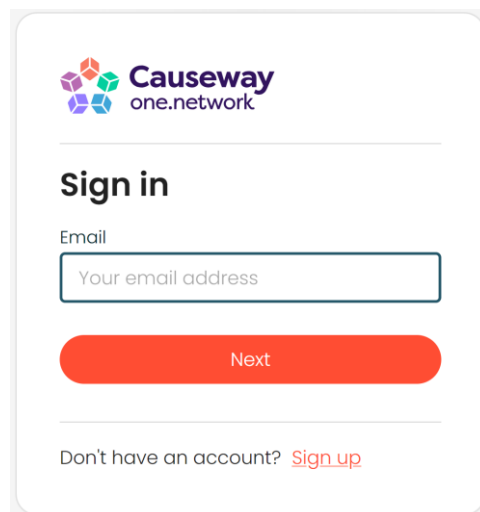 Causeway
one.network
Sign in
Email
Your email address
Next
Don't have an account? Sign up